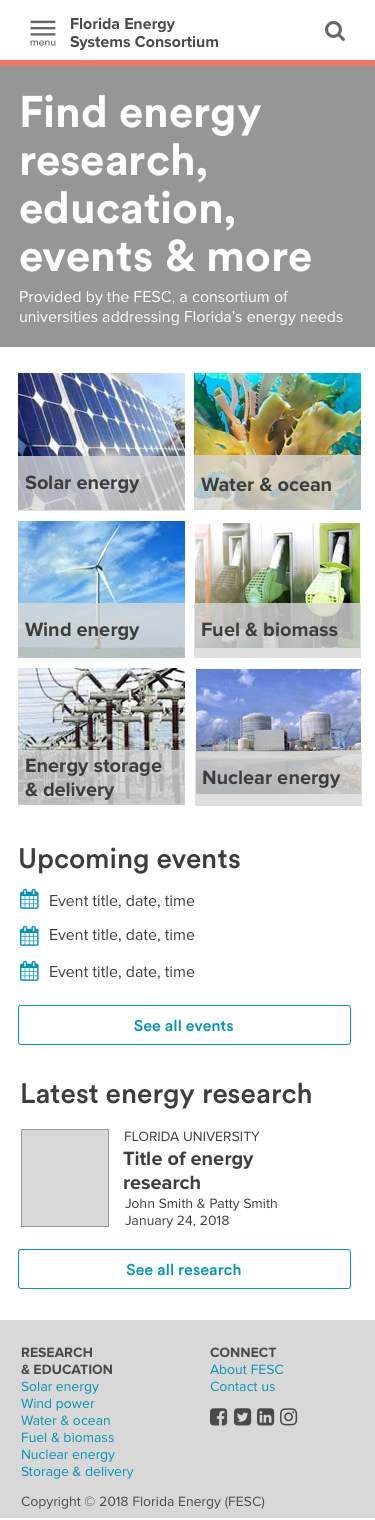 menu
Florida Energy
Systems Consortium
Find energy
research,
education,
events & more
Provided by the FESC, a consortium of
universities addressing Florida’s energy needs
Solar energy
Water & ocean
Wind energy
Fuel & biomass
Energy storage
& delivery
Nuclear energy
Upcoming events
Event title, date, time
Event title, date, time
Event title, date, time
See all events
Latest energy research
FLORIDA UNIVERSITY
Title of energy
research
John Smith & Patty Smith
January 24, 2018
See all research
RESEARCH
& EDUCATION
Solar energy
Wind power
Water & ocean
Fuel & biomass
Nuclear energy
Storage & delivery
CONNECT
About FESC
Contact us
Copyright © 2018 Florida Energy (FESC)